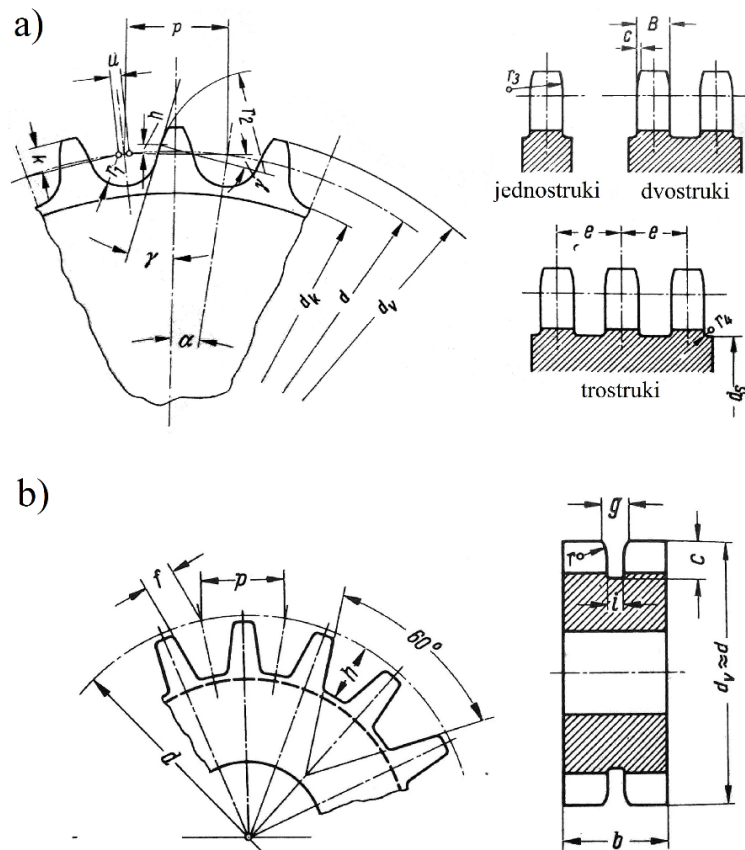 a)
p
u
k
r1
h
r2
γ
γ
α
dk
d
dv
r3
jednostruki
c
B
dvostruki
e
e
r4
trostruki
ds
b)
f
p
60°
h
d
g
r
i
c
dv≈d
b